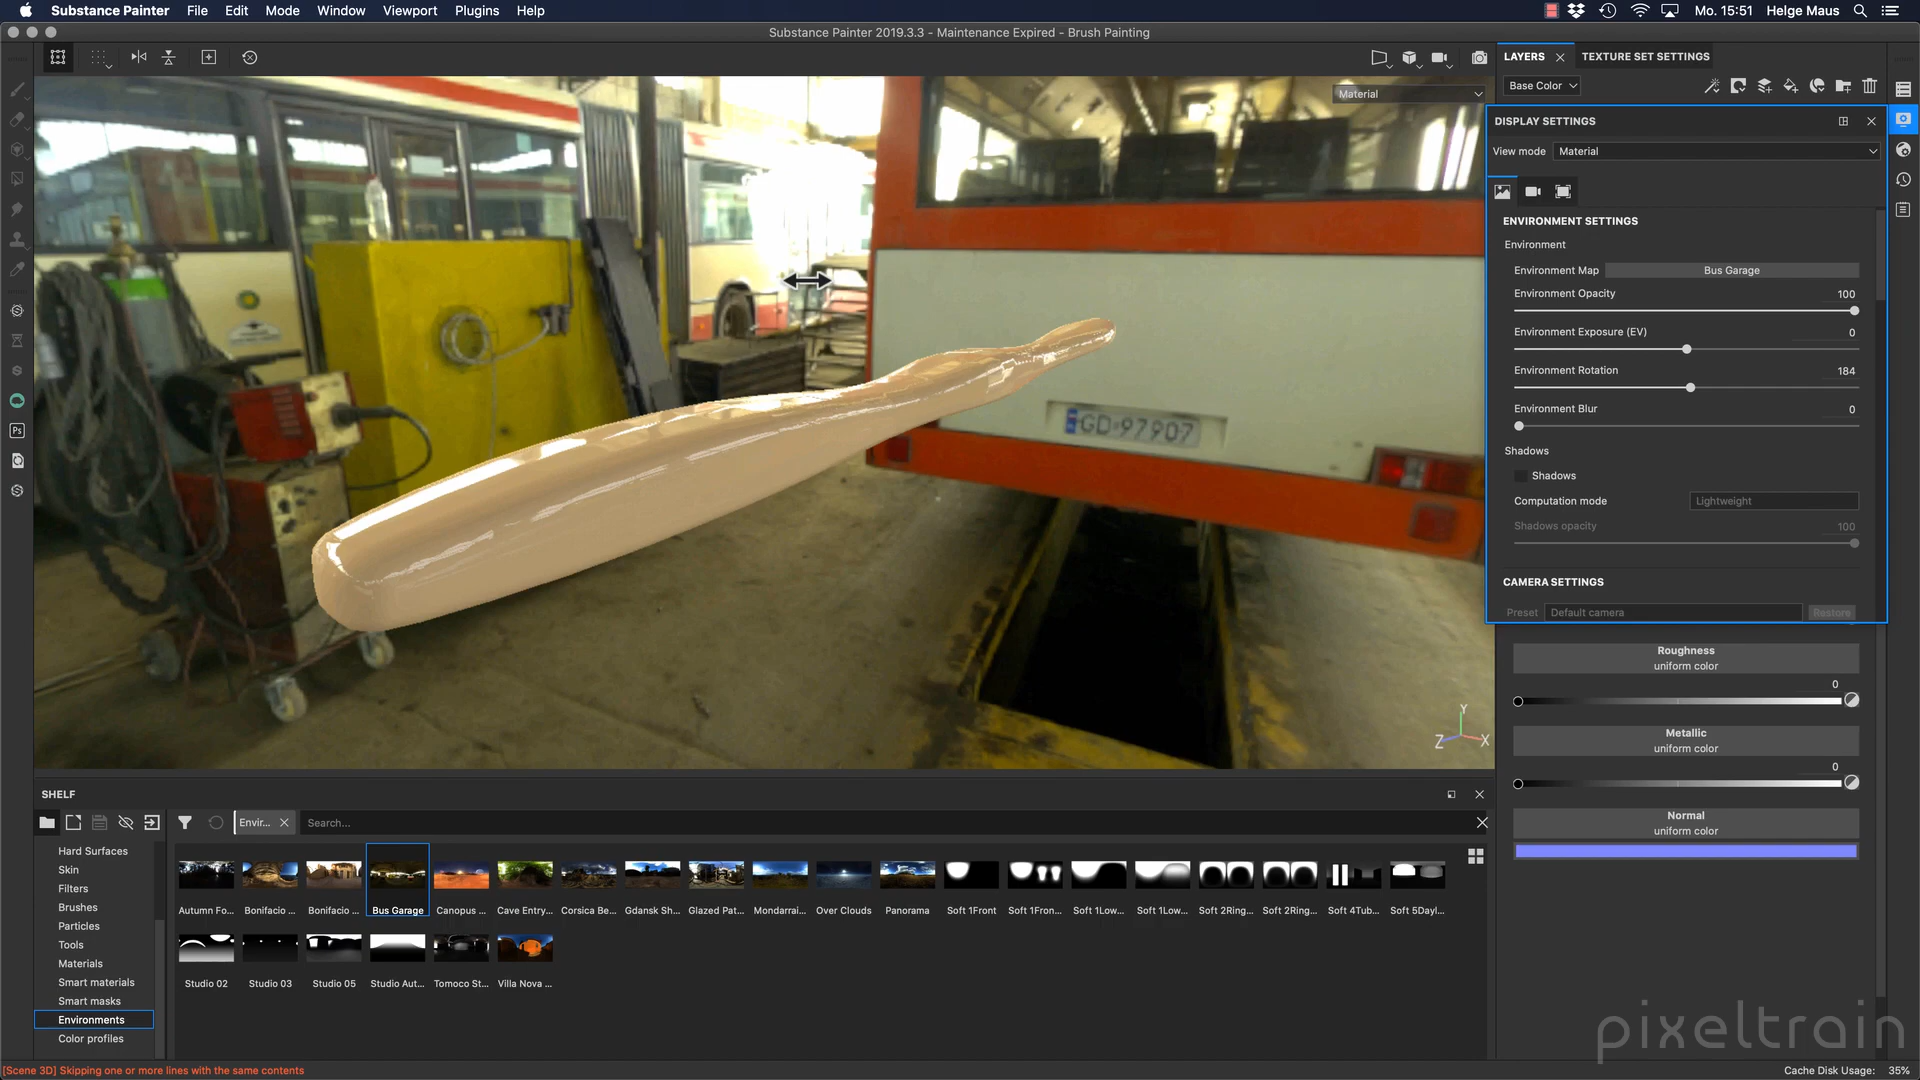 Substance Painter File Edit Mode Window Viewport Plugins Help Mo. 15:51 Helge Maus
Substance Painter 2019.3.3 - Maintenance Expired - Brush Painting
LAYERS TEXTURE SET SETTINGS
Base Color
Material
DISPLAY SETTINGS
View mode Material
ENVIRONMENT SETTINGS
Environment
Environment Map Bus Garage
Environment Opacity 100
Environment Exposure (EV) 0
Environment Rotation 184
Environment Blur 0
Shadows
Shadows
Computation mode Lightweight
Shadows opacity 100
CAMERA SETTINGS
Preset Default camera Restore
GD 97907
Roughness
uniform color
0
Metallic
uniform color
0
Normal
uniform color
Y
Z X
Ps
SHELF
Envir... Search...
Hard Surfaces
Skin
Filters
Brushes
Particles
Tools
Materials
Smart materials
Smart masks
Environments
Color profiles
Autumn Fo... Bonifacio ... Bonifacio ... Bus Garage Canopus ... Cave Entry... Corsica Be... Gdansk Sh... Glazed Pat... Mondarrai... Over Clouds Panorama Soft 1Front Soft 1Fron... Soft 1Low... Soft 1Low... Soft 2Ring... Soft 2Ring... Soft 4Tub... Soft 5Dayl...
Studio 02 Studio 03 Studio 05 Studio Aut... Tomoco St... Villa Nova ...
pixeltrain
[Scene 3D] Skipping one or more lines with the same contents
Cache Disk Usage: 35%